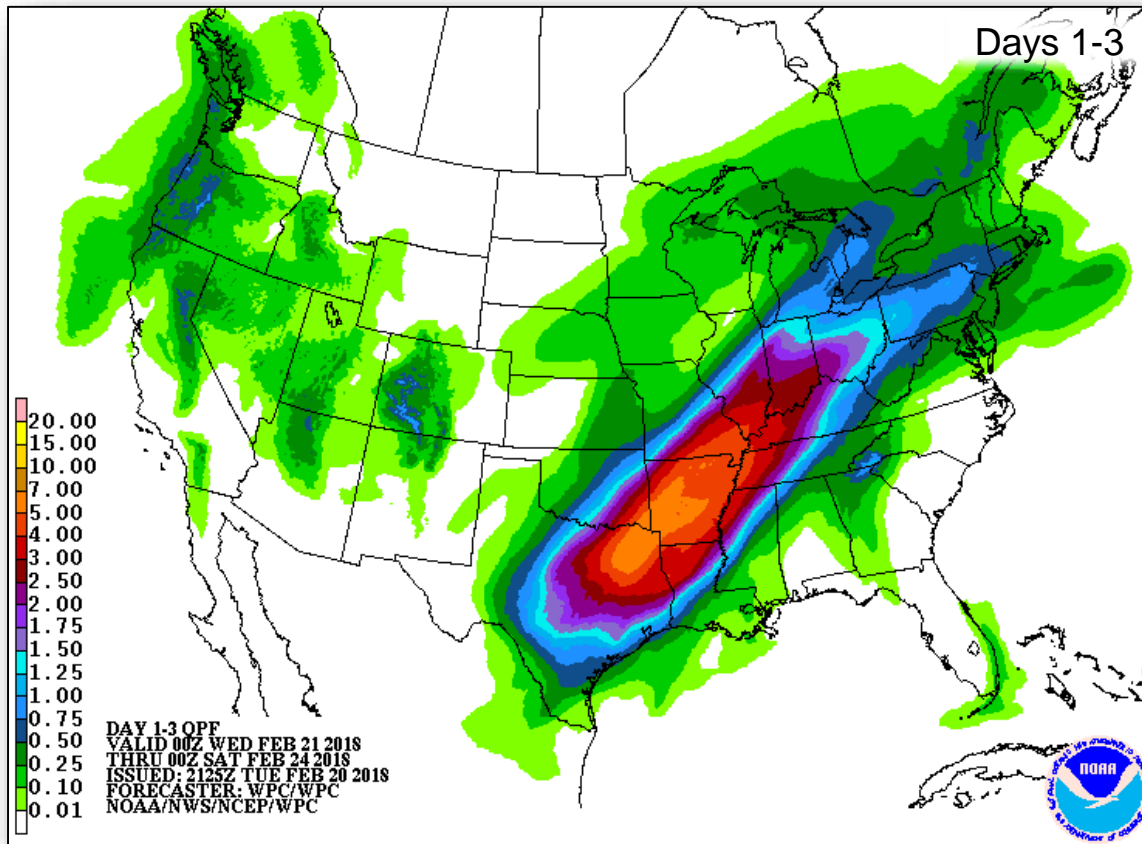 Days 1-3
20.00
15.00
10.00
7.00
5.00
4.00
3.00
2.50
2.00
1.75
1.50
1.25
1.00
0.75
0.50
0.25
0.10
0.01
DAY 1-3 QPF
VALID 00Z WED FEB 21 2018
THRU 00Z SAT FEB 24 2018
ISSUED: 2125Z TUE FEB 20 2018
FORECASTER: WPC/WPC
NOAA/NWS/NCEP/WPC
NOAA